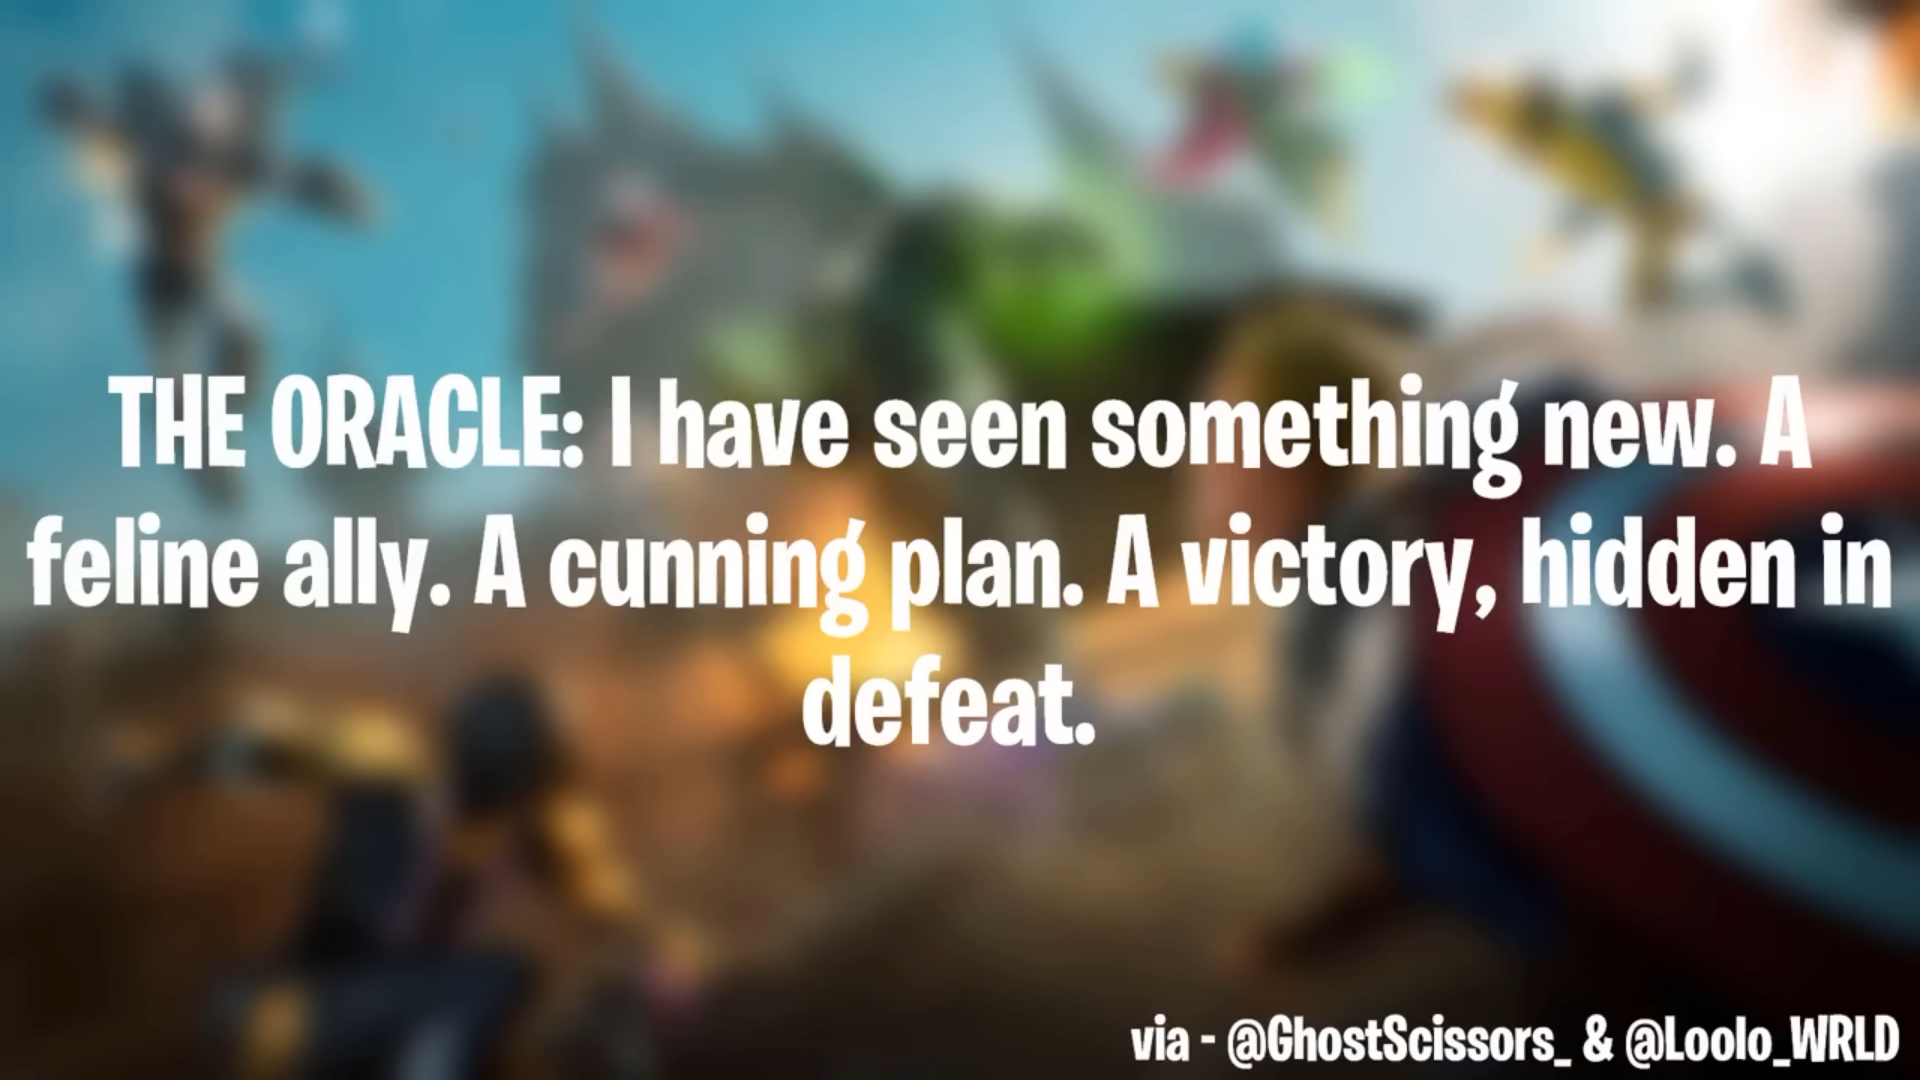 THE ORACLE: I have seen something new. A
feline ally. A cunning plan. A victory, hidden in
defeat.
via - @GhostScissors_ & @Loolo_WRLD